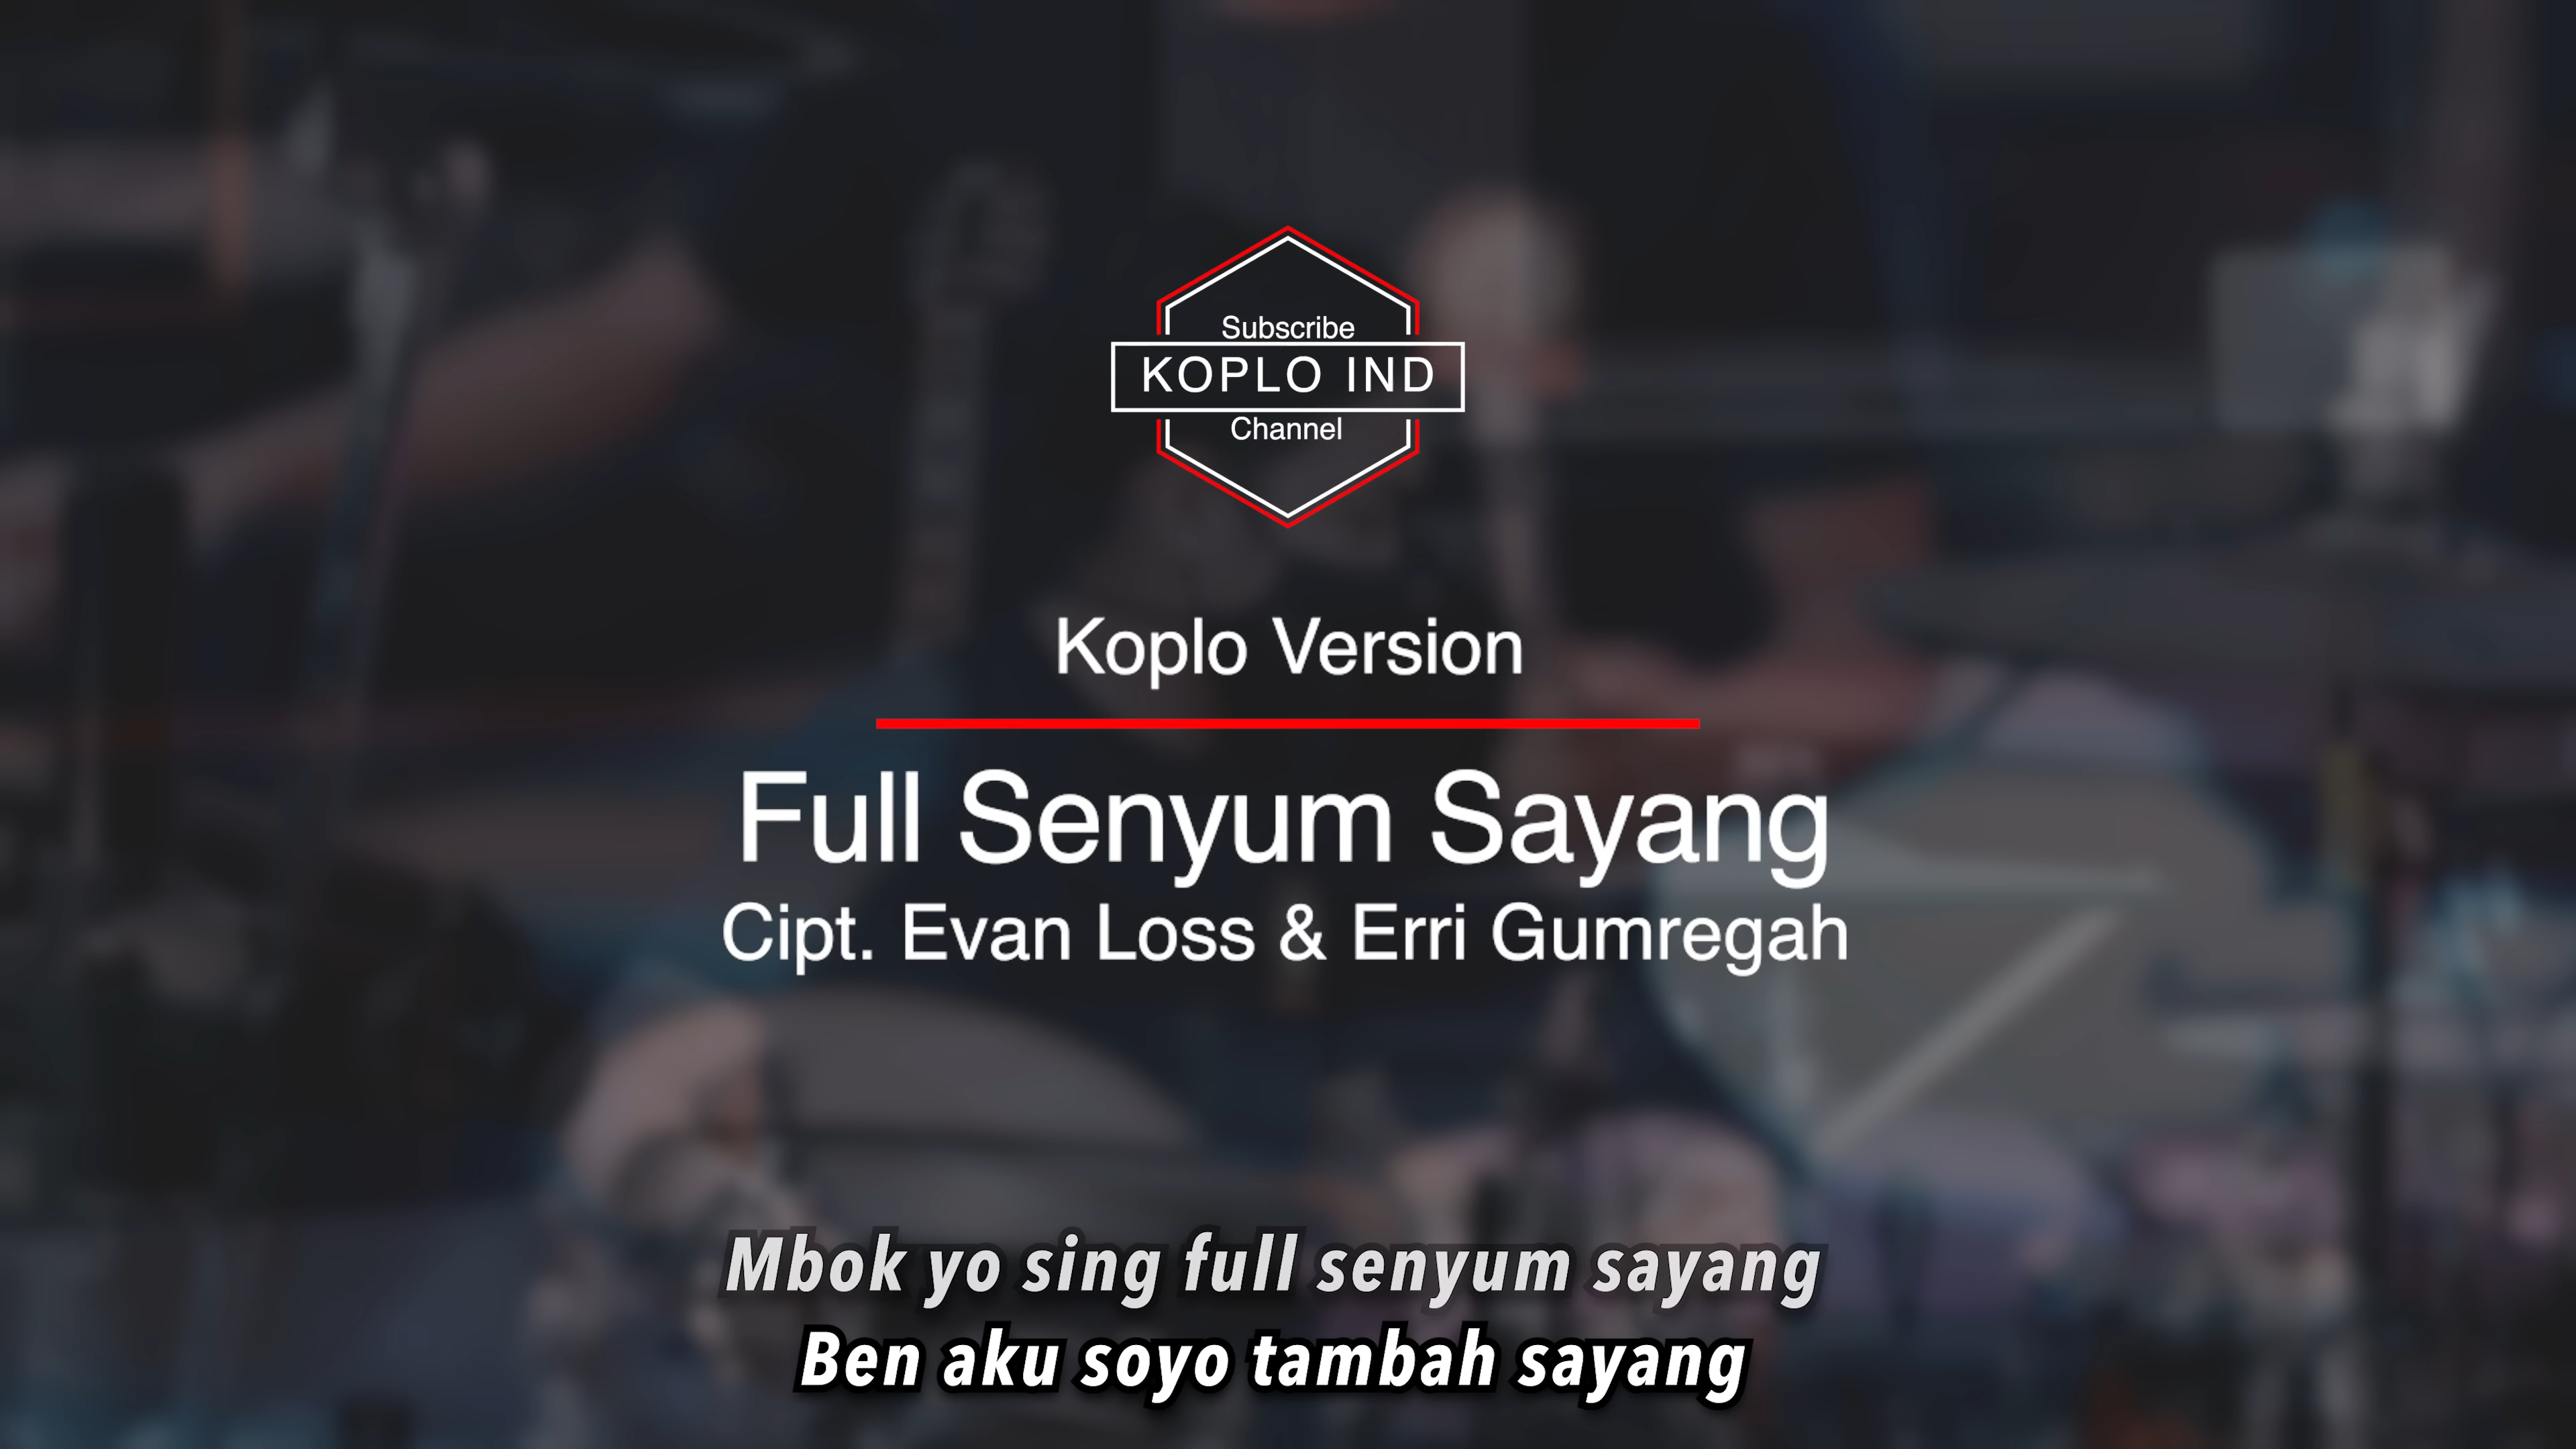 Subscribe
KOPLO IND
Channel
Koplo Version
Full Senyum Sayang
Cipt. Evan Loss & Erri Gumregah
Mbok yo sing full senyum sayang
Ben aku soyo tambah sayang